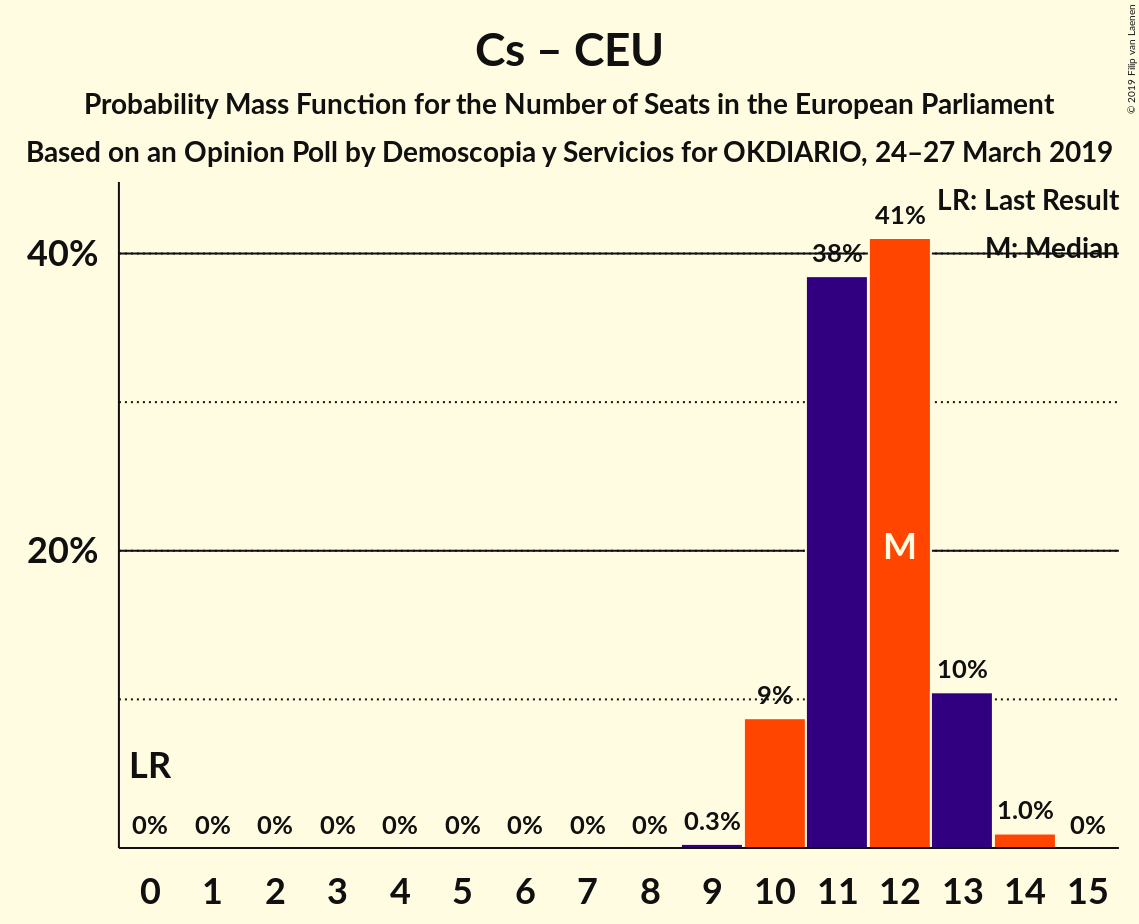 Cs – CEU
Probability Mass Function for the Number of Seats in the European Parliament
Based on an Opinion Poll by Demoscopia y Servicios for OKDIARIO, 24–27 March 2019
© 2019 Filip van Laenen
LR: Last Result
M: Median
40%
20%
41%
38%
M
10%
9%
LR
0% 0% 0% 0% 0% 0% 0% 0% 0% 0.3% 1.0% 0%
0 1 2 3 4 5 6 7 8 9 10 11 12 13 14 15